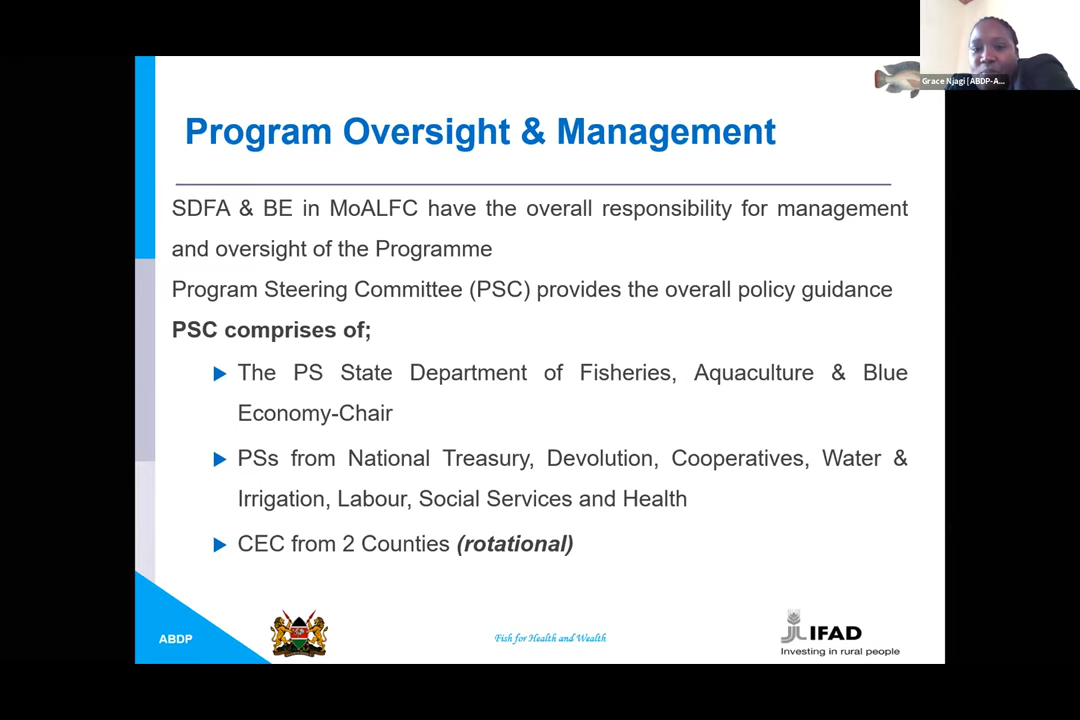 Grace Njagi [ABDP-A...
Program Oversight & Management
SDFA & BE in MoALFC have the overall responsibility for management
and oversight of the Programme
Program Steering Committee (PSC) provides the overall policy guidance
PSC comprises of;
The PS State Department of Fisheries, Aquaculture & Blue
Economy-Chair
PSs from National Treasury, Devolution, Cooperatives, Water &
Irrigation, Labour, Social Services and Health
CEC from 2 Counties (rotational)
ABDP
Fish for Health and Wealth
IFAD
Investing in rural people